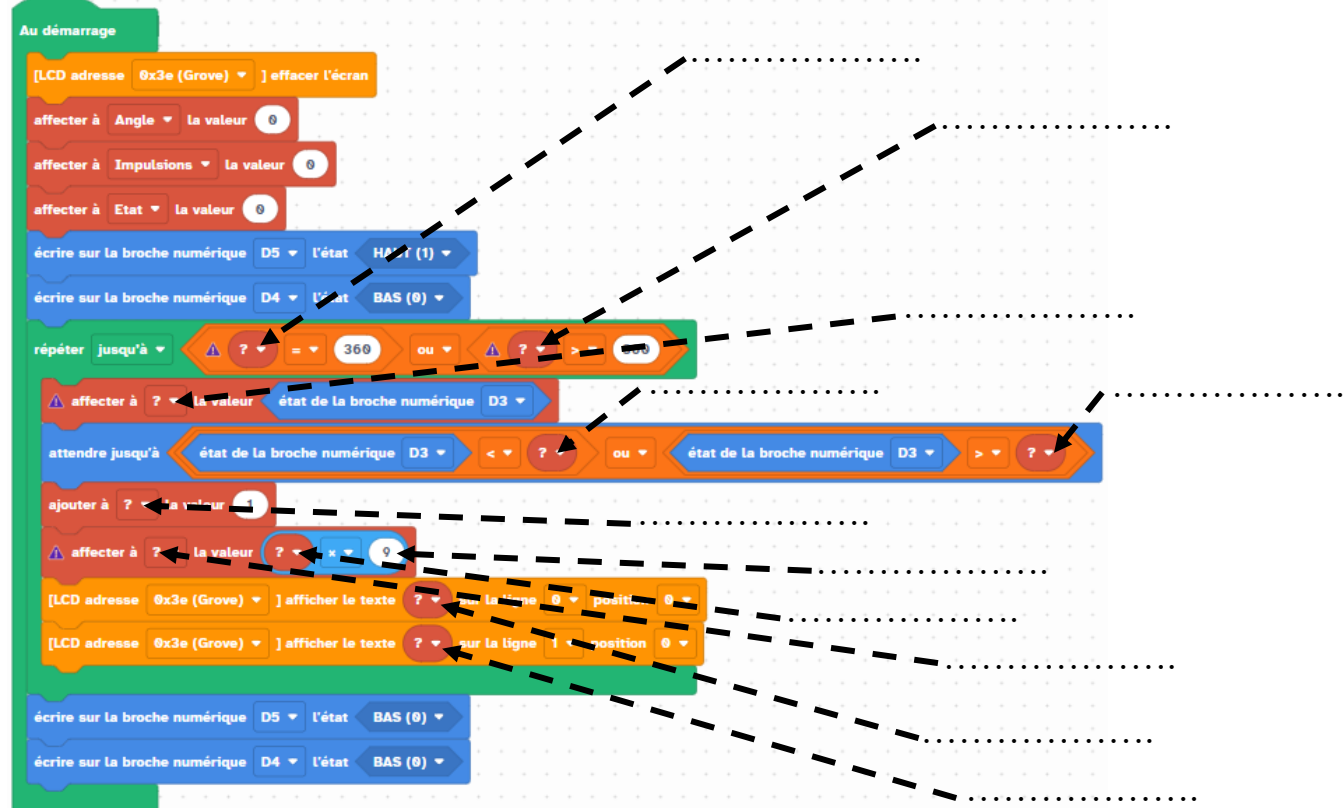 Au démarrage
[LCD adresse 0x3e (Grove) ] effacer l'écran
affecter à Angle la valeur 0
affecter à Impulsions la valeur 0
affecter à Etat la valeur 0
écrire sur la broche numérique D5 l'état HAUT (1)
écrire sur la broche numérique D4 l'état BAS (0)
répéter jusqu'à ? = 360 ou ? > 360
affecter à ? la valeur état de la broche numérique D3
attendre jusqu'à état de la broche numérique D3 < ? ou état de la broche numérique D3 > ?
ajouter à ? la valeur 1
affecter à ? la valeur ? × 9
[LCD adresse 0x3e (Grove) ] afficher le texte ? sur la ligne 0 position 0
[LCD adresse 0x3e (Grove) ] afficher le texte ? sur la ligne 1 position 0
écrire sur la broche numérique D5 l'état BAS (0)
écrire sur la broche numérique D4 l'état BAS (0)